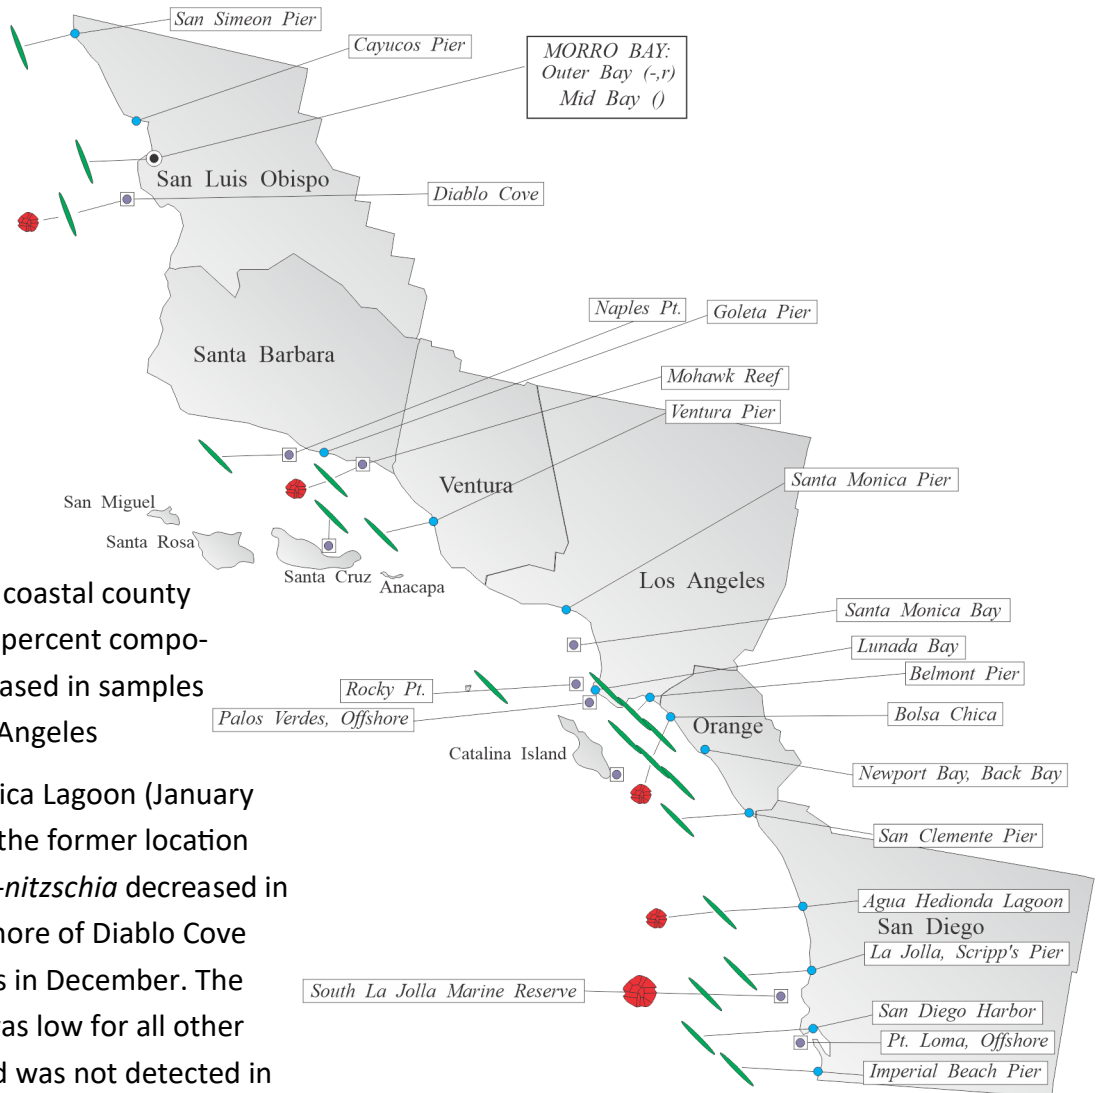 San Simeon Pier
Cayucos Pier
MORRO BAY:
Outer Bay (-,r)
Mid Bay ()
San Luis Obispo
Diablo Cove
Naples Pt.
Goleta Pier
Santa Barbara
Mohawk Reef
Ventura Pier
Ventura
Santa Monica Pier
San Miguel
Santa Rosa
Santa Cruz
Anacapa
Los Angeles
coastal county
percent compo-
ased in samples
Angeles
ica Lagoon (January
the former location
-nitzschia decreased in
nore of Diablo Cove
s in December. The
as low for all other
d was not detected in
Santa Monica Bay
Lunada Bay
Belmont Pier
Rocky Pt.
Palos Verdes, Offshore
Bolsa Chica
Orange
Catalina Island
Newport Bay, Back Bay
San Clemente Pier
Agua Hedionda Lagoon
San Diego
La Jolla, Scripp's Pier
South La Jolla Marine Reserve
San Diego Harbor
Pt. Loma, Offshore
Imperial Beach Pier